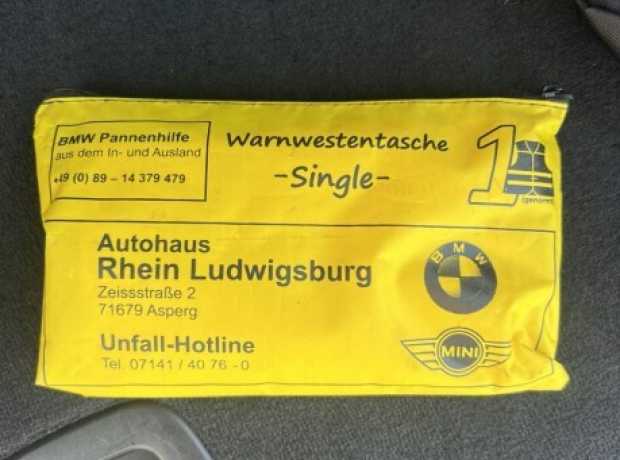 BMW Pannenhilfe
aus dem In- und Ausland
+49 (0) 89 - 14 379 479
Warnwestentasche
-Single-
1
(genormt)
Autohaus
Rhein Ludwigsburg
Zeissstraße 2
71679 Asperg
Unfall-Hotline
Tel. 07141 / 40 76 - 0
BMW
MINI